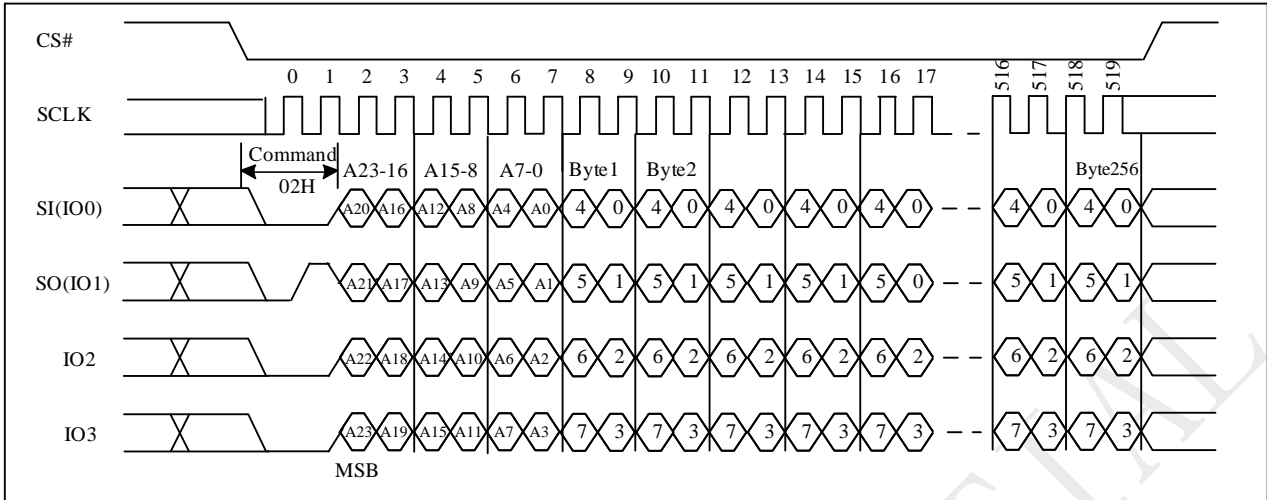 CS#
0 1 2 3 4 5 6 7 8 9 10 11 12 13 14 15 16 17 516 517 518 519
SCLK
Command
02H
A23-16 A15-8 A7-0 Byte1 Byte2 Byte256
SI(IO0) A20 A16 A12 A8 A4 A0 4 0 4 0 4 0 4 0 4 0 4 0 4 0
SO(IO1) A21 A17 A13 A9 A5 A1 5 1 5 1 5 1 5 1 5 0 5 1 5 1
IO2 A22 A18 A14 A10 A6 A2 6 2 6 2 6 2 6 2 6 2 6 2 6 2
IO3 A23 A19 A15 A11 A7 A3 7 3 7 3 7 3 7 3 7 3 7 3 7 3
MSB